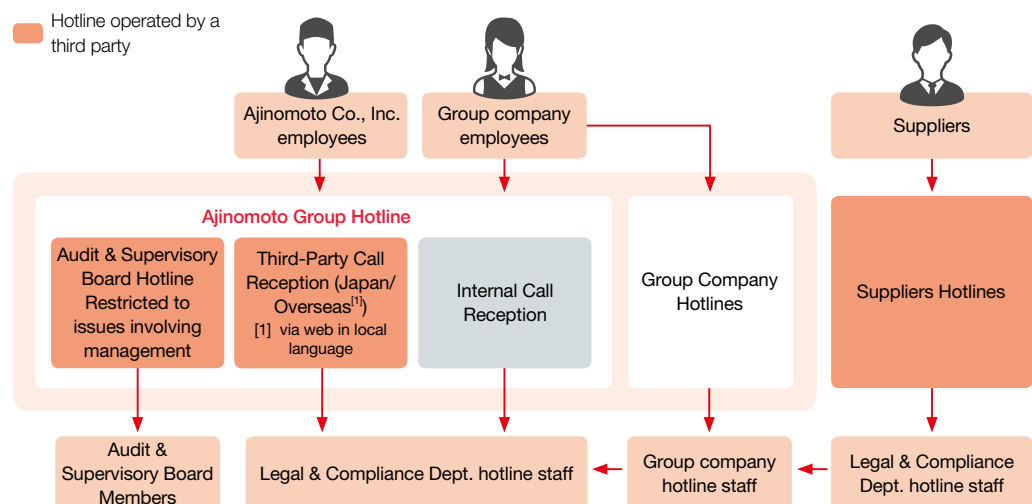 Hotline operated by a
third party
Ajinomoto Co., Inc.
employees
Group company
employees
Suppliers
Ajinomoto Group Hotline
Audit & Supervisory
Board Hotline
Restricted to
issues involving
management
Third-Party Call
Reception (Japan/
Overseas[1])
[1] via web in local
language
Internal Call
Reception
Group Company
Hotlines
Suppliers Hotlines
Audit &
Supervisory Board
Members
Legal & Compliance Dept. hotline staff
Group company
hotline staff
Legal & Compliance
Dept. hotline staff